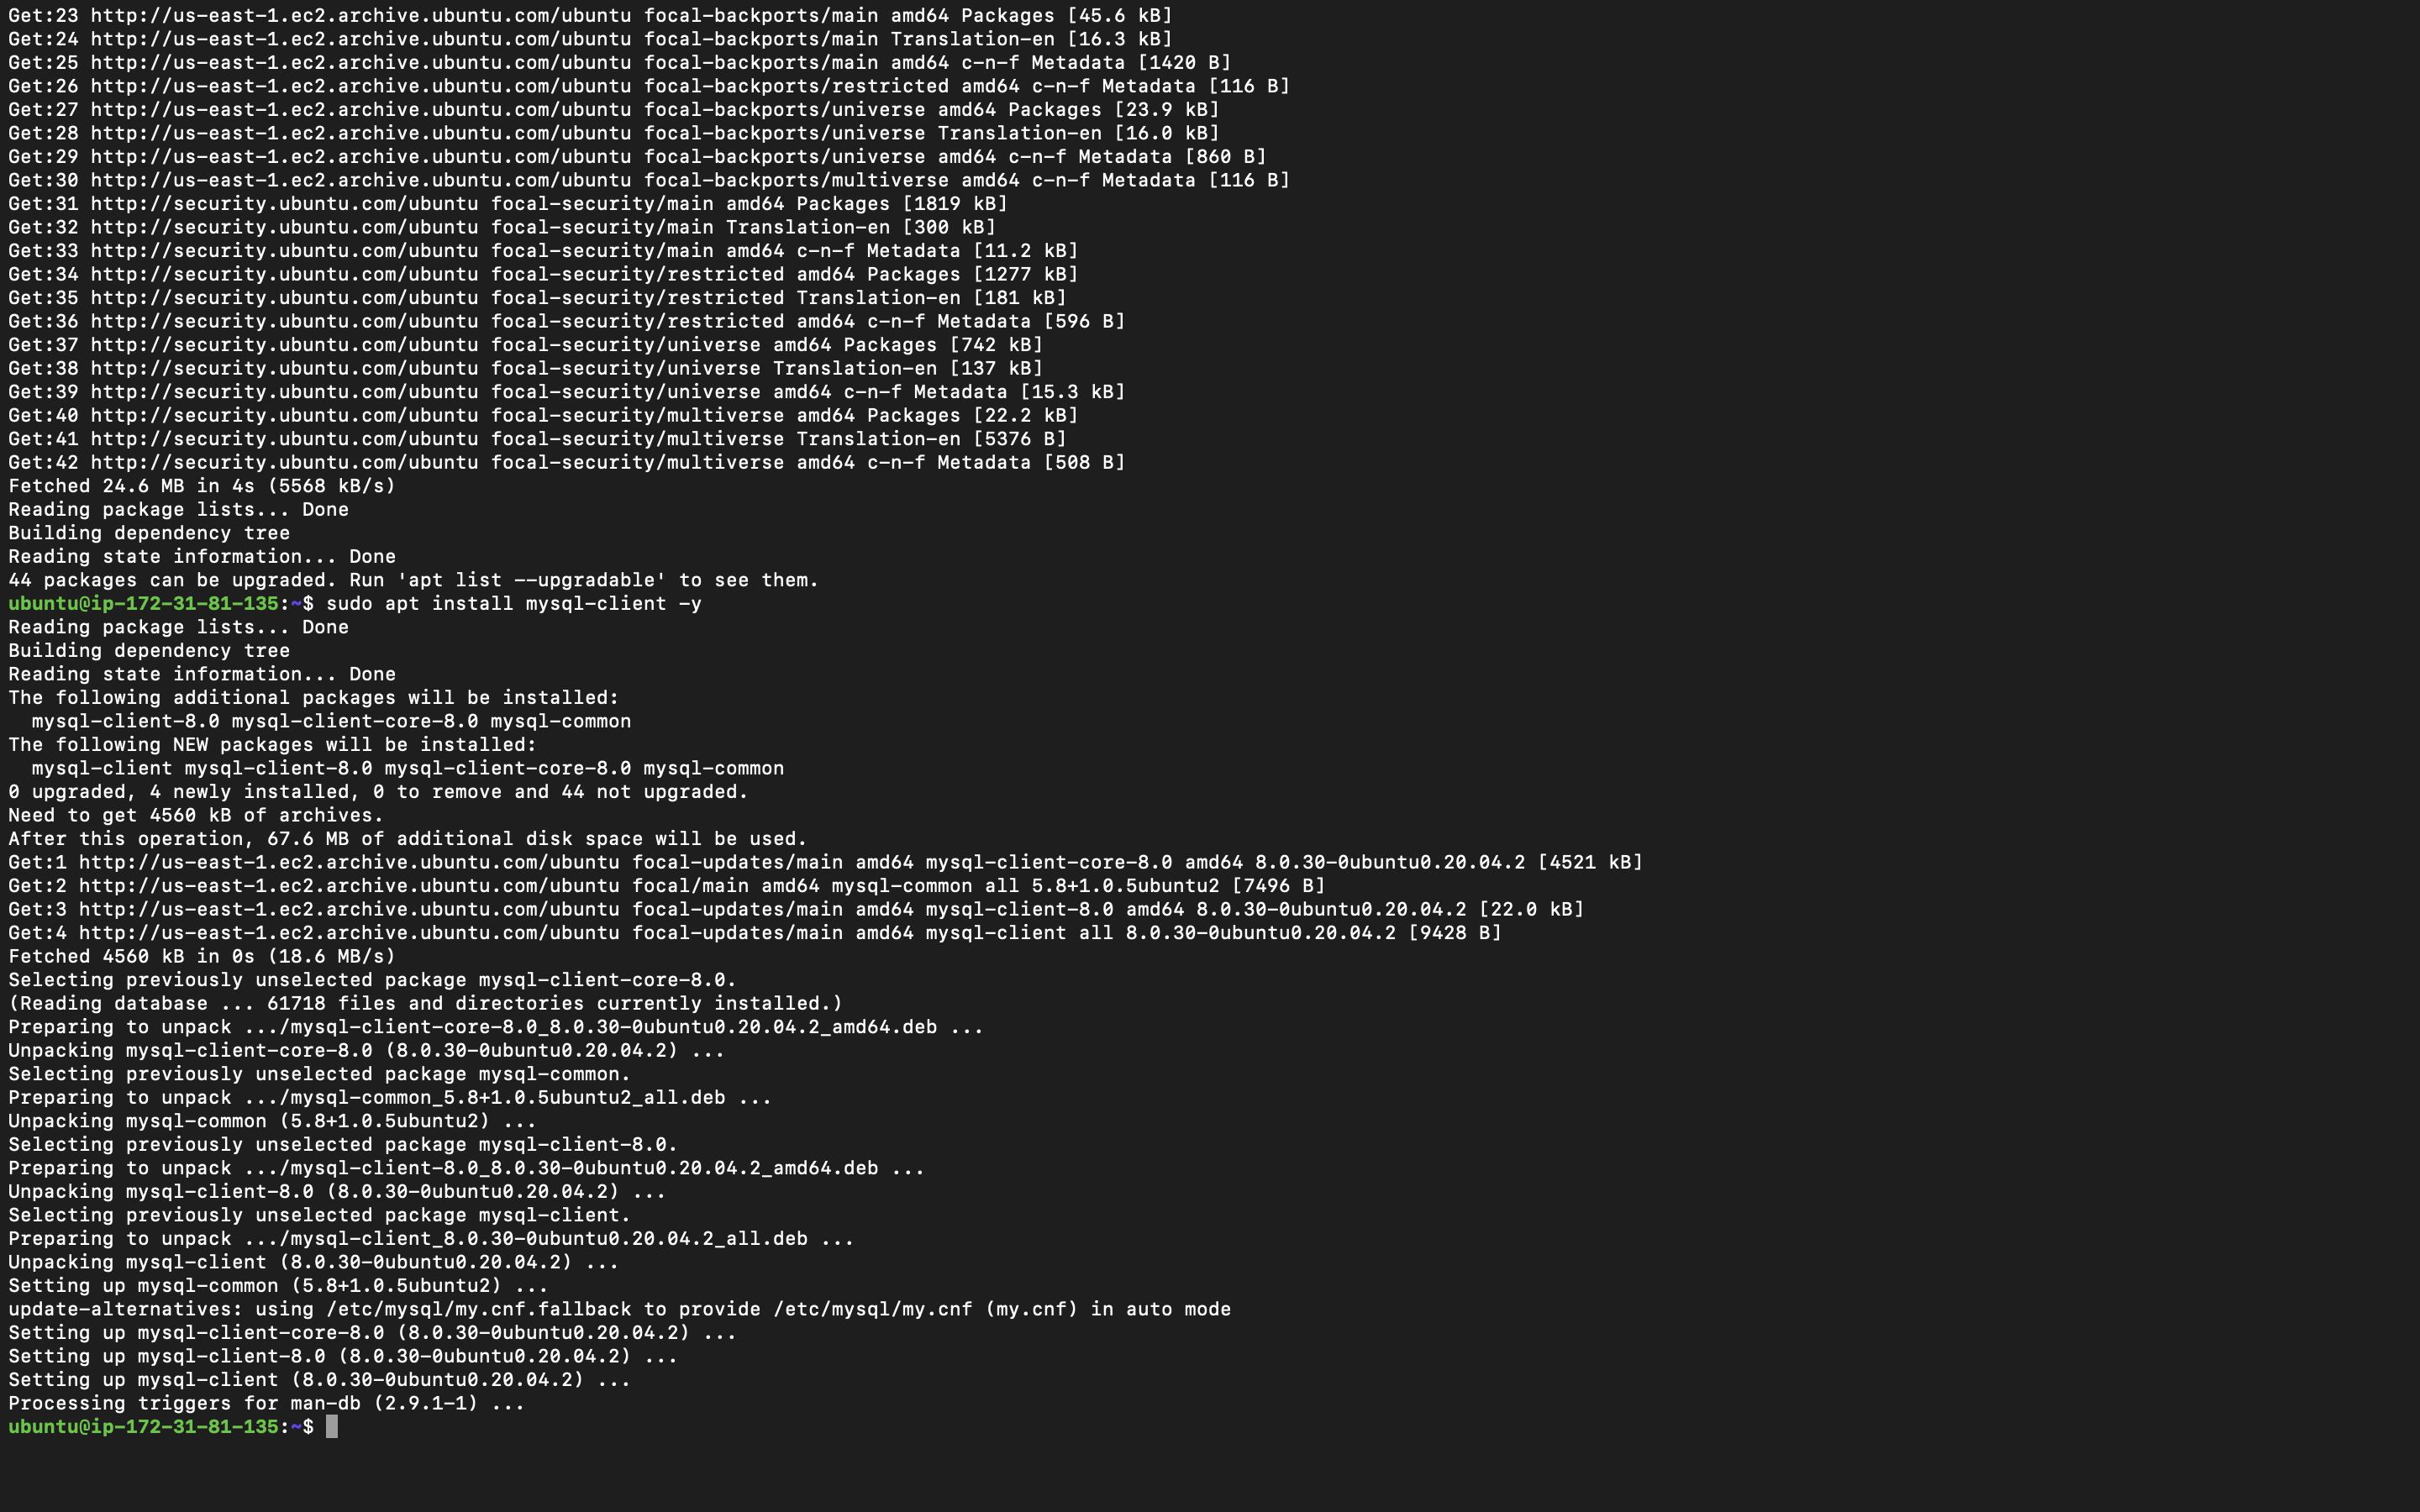 Get:23 http://us-east-1.ec2.archive.ubuntu.com/ubuntu focal-backports/main amd64 Packages [45.6 kB]
Get:24 http://us-east-1.ec2.archive.ubuntu.com/ubuntu focal-backports/main Translation-en [16.3 kB]
Get:25 http://us-east-1.ec2.archive.ubuntu.com/ubuntu focal-backports/main amd64 c-n-f Metadata [1420 B]
Get:26 http://us-east-1.ec2.archive.ubuntu.com/ubuntu focal-backports/restricted amd64 c-n-f Metadata [116 B]
Get:27 http://us-east-1.ec2.archive.ubuntu.com/ubuntu focal-backports/universe amd64 Packages [23.9 kB]
Get:28 http://us-east-1.ec2.archive.ubuntu.com/ubuntu focal-backports/universe Translation-en [16.0 kB]
Get:29 http://us-east-1.ec2.archive.ubuntu.com/ubuntu focal-backports/universe amd64 c-n-f Metadata [860 B]
Get:30 http://us-east-1.ec2.archive.ubuntu.com/ubuntu focal-backports/multiverse amd64 c-n-f Metadata [116 B]
Get:31 http://security.ubuntu.com/ubuntu focal-security/main amd64 Packages [1819 kB]
Get:32 http://security.ubuntu.com/ubuntu focal-security/main Translation-en [300 kB]
Get:33 http://security.ubuntu.com/ubuntu focal-security/main amd64 c-n-f Metadata [11.2 kB]
Get:34 http://security.ubuntu.com/ubuntu focal-security/restricted amd64 Packages [1277 kB]
Get:35 http://security.ubuntu.com/ubuntu focal-security/restricted Translation-en [181 kB]
Get:36 http://security.ubuntu.com/ubuntu focal-security/restricted amd64 c-n-f Metadata [596 B]
Get:37 http://security.ubuntu.com/ubuntu focal-security/universe amd64 Packages [742 kB]
Get:38 http://security.ubuntu.com/ubuntu focal-security/universe Translation-en [137 kB]
Get:39 http://security.ubuntu.com/ubuntu focal-security/universe amd64 c-n-f Metadata [15.3 kB]
Get:40 http://security.ubuntu.com/ubuntu focal-security/multiverse amd64 Packages [22.2 kB]
Get:41 http://security.ubuntu.com/ubuntu focal-security/multiverse Translation-en [5376 B]
Get:42 http://security.ubuntu.com/ubuntu focal-security/multiverse amd64 c-n-f Metadata [508 B]
Fetched 24.6 MB in 4s (5568 kB/s)
Reading package lists... Done
Building dependency tree
Reading state information... Done
44 packages can be upgraded. Run 'apt list --upgradable' to see them.
ubuntu@ip-172-31-81-135:~$ sudo apt install mysql-client -y
Reading package lists... Done
Building dependency tree
Reading state information... Done
The following additional packages will be installed:
  mysql-client-8.0 mysql-client-core-8.0 mysql-common
The following NEW packages will be installed:
  mysql-client mysql-client-8.0 mysql-client-core-8.0 mysql-common
0 upgraded, 4 newly installed, 0 to remove and 44 not upgraded.
Need to get 4560 kB of archives.
After this operation, 67.6 MB of additional disk space will be used.
Get:1 http://us-east-1.ec2.archive.ubuntu.com/ubuntu focal-updates/main amd64 mysql-client-core-8.0 amd64 8.0.30-0ubuntu0.20.04.2 [4521 kB]
Get:2 http://us-east-1.ec2.archive.ubuntu.com/ubuntu focal/main amd64 mysql-common all 5.8+1.0.5ubuntu2 [7496 B]
Get:3 http://us-east-1.ec2.archive.ubuntu.com/ubuntu focal-updates/main amd64 mysql-client-8.0 amd64 8.0.30-0ubuntu0.20.04.2 [22.0 kB]
Get:4 http://us-east-1.ec2.archive.ubuntu.com/ubuntu focal-updates/main amd64 mysql-client all 8.0.30-0ubuntu0.20.04.2 [9428 B]
Fetched 4560 kB in 0s (18.6 MB/s)
Selecting previously unselected package mysql-client-core-8.0.
(Reading database ... 61718 files and directories currently installed.)
Preparing to unpack .../mysql-client-core-8.0_8.0.30-0ubuntu0.20.04.2_amd64.deb ...
Unpacking mysql-client-core-8.0 (8.0.30-0ubuntu0.20.04.2) ...
Selecting previously unselected package mysql-common.
Preparing to unpack .../mysql-common_5.8+1.0.5ubuntu2_all.deb ...
Unpacking mysql-common (5.8+1.0.5ubuntu2) ...
Selecting previously unselected package mysql-client-8.0.
Preparing to unpack .../mysql-client-8.0_8.0.30-0ubuntu0.20.04.2_amd64.deb ...
Unpacking mysql-client-8.0 (8.0.30-0ubuntu0.20.04.2) ...
Selecting previously unselected package mysql-client.
Preparing to unpack .../mysql-client_8.0.30-0ubuntu0.20.04.2_all.deb ...
Unpacking mysql-client (8.0.30-0ubuntu0.20.04.2) ...
Setting up mysql-common (5.8+1.0.5ubuntu2) ...
update-alternatives: using /etc/mysql/my.cnf.fallback to provide /etc/mysql/my.cnf (my.cnf) in auto mode
Setting up mysql-client-core-8.0 (8.0.30-0ubuntu0.20.04.2) ...
Setting up mysql-client-8.0 (8.0.30-0ubuntu0.20.04.2) ...
Setting up mysql-client (8.0.30-0ubuntu0.20.04.2) ...
Processing triggers for man-db (2.9.1-1) ...
ubuntu@ip-172-31-81-135:~$